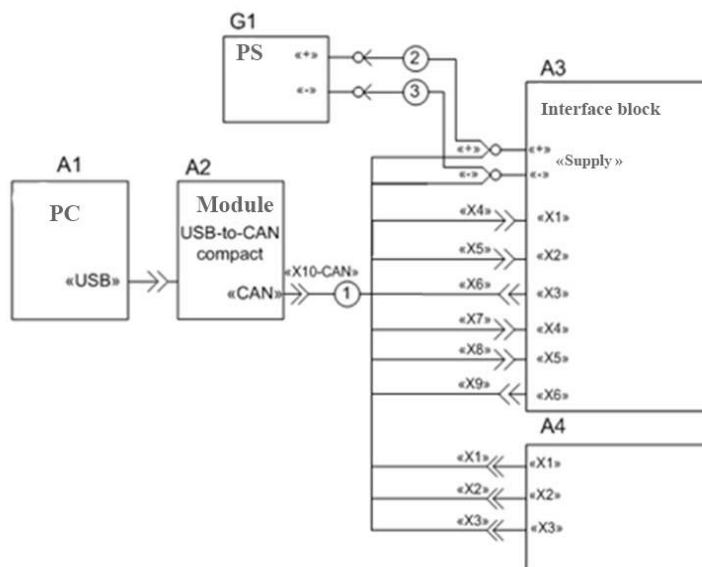 G1
PS
«+»
«-»
2
3
A3
Interface block
«+»
«+»
«Supply »
«-»
«-»
A1
PC
«USB»
A2
Module
USB-to-CAN
compact
«CAN»
«X10-CAN»
1
«X4»
«X1»
«X5»
«X2»
«X6»
«X3»
«X7»
«X4»
«X8»
«X5»
«X9»
«X6»
A4
«X1»
«X1»
«X2»
«X2»
«X3»
«X3»